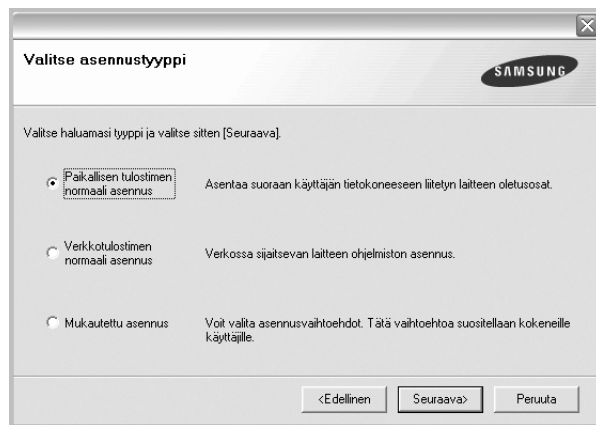 Valitse asennustyyppi
SAMSUNG
Valitse haluamasi tyyppi ja valitse sitten [Seuraava].
Paikallisen tulostimen
normaali asennus
Asentaa suoraan käyttäjän tietokoneeseen liitetyn laitteen oletusosat.
Verkkotulostimen
normaali asennus
Verkossa sijaitsevan laitteen ohjelmiston asennus.
Mukautettu asennus
Voit valita asennusvaihtoehdot. Tätä vaihtoehtoa suositellaan kokeneille
käyttäjille.
<Edellinen
Seuraava>
Peruuta